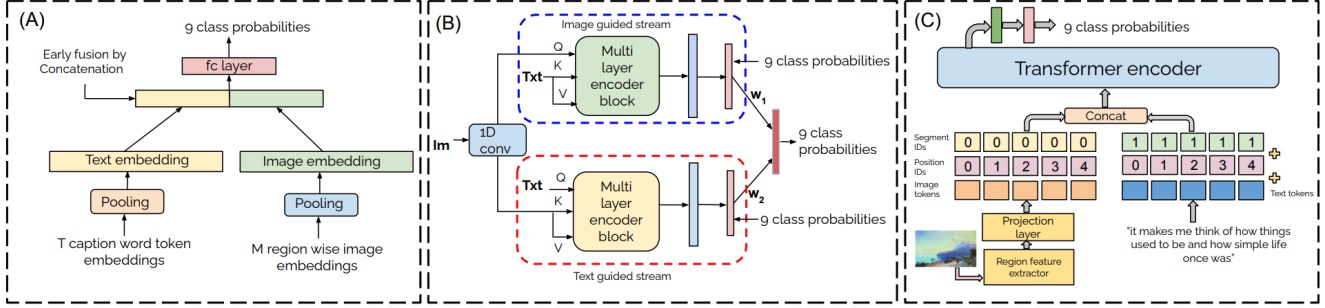 (A)
9 class probabilities
Early fusion by
Concatenation
fc layer
Text embedding
Image embedding
Pooling
Pooling
T caption word token
embeddings
M region wise image
embeddings
(B)
Image guided stream
Q
K
Txt
V
Multi
layer
encoder
block
9 class probabilities
W1
Im
1D
conv
9 class
probabilities
Txt
Q
K
V
Multi
layer
encoder
block
W2
9 class probabilities
Text guided stream
(C)
9 class probabilities
Transformer encoder
Concat
Segment
IDs
0 0 0 0 0
1 1 1 1 1
Position
IDs
0 1 2 3 4
0 1 2 3 4
Image
tokens
Text tokens
Projection
layer
Region feature
extractor
"it makes me think of how things
used to be and how simple life
once was"